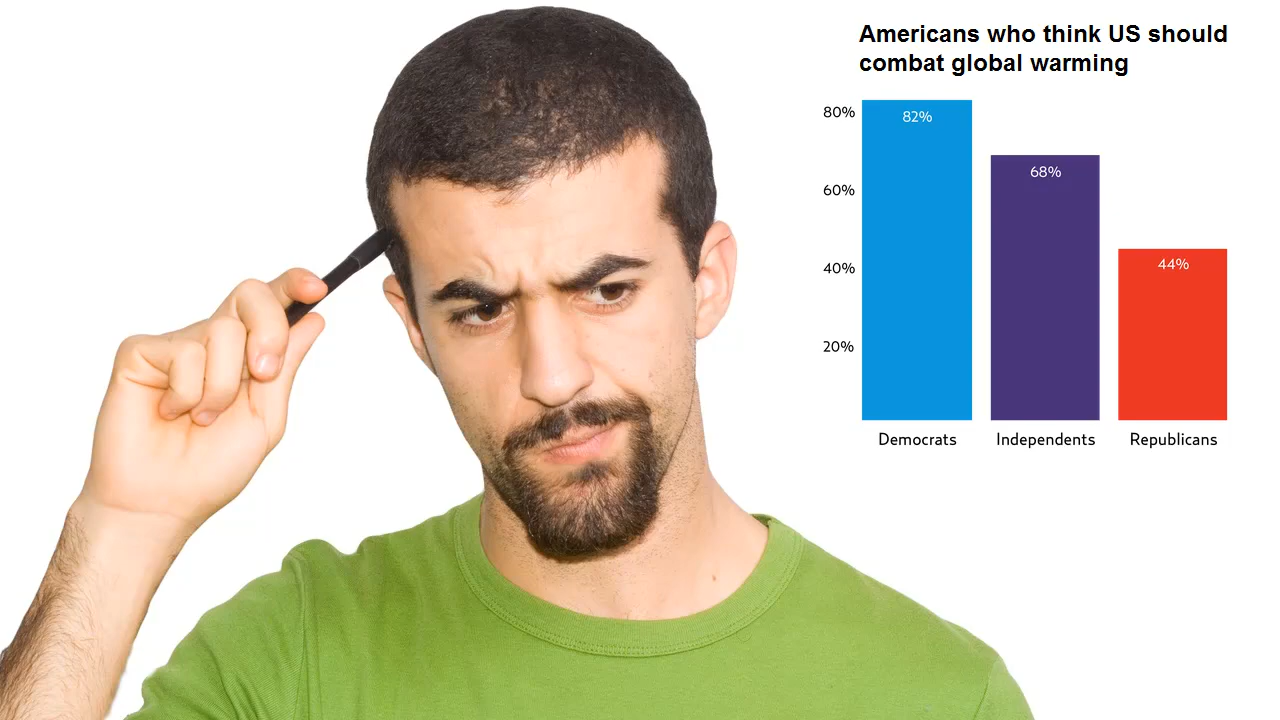 Americans who think US should
combat global warming
80%
60%
40%
20%
82%
68%
44%
Democrats
Independents
Republicans